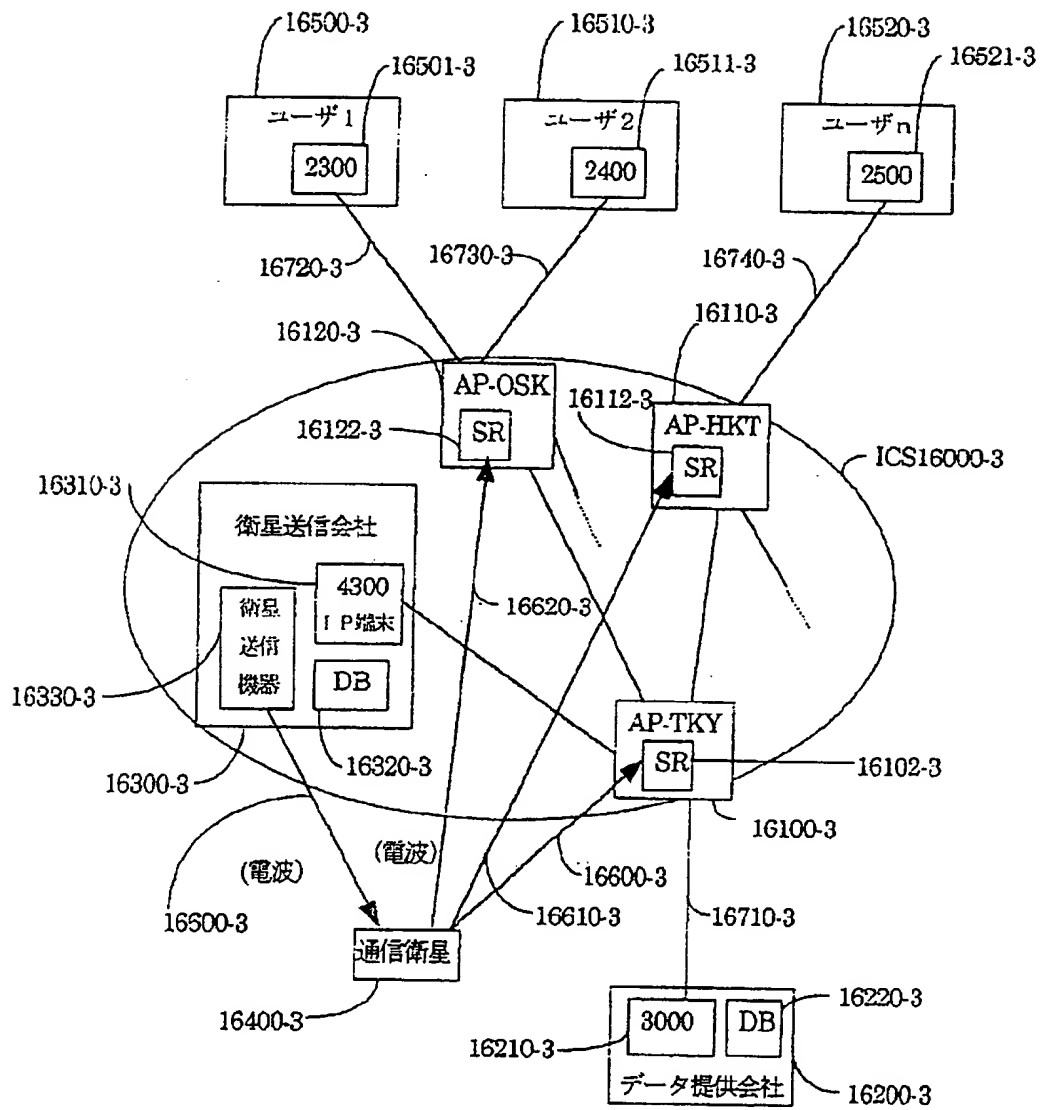 16500-3
16510-3
16520-3
16501-3
16511-3
16521-3
ユーザ1
ユーザ2
ユーザn
2300
2400
2500
16720-3
16730-3
16740-3
16120-3
16110-3
AP-OSK
16112-3
AP-HKT
16122-3
SR
SR
ICS16000-3
16310-3
衛星送信会社
4300
IP端末
16620-3
衛星
送信
機器
16330-3
DB
AP-TKY
SR
16102-3
16300-3
16320-3
16100-3
(電波)
(電波)
16600-3
16500-3
16610-3
16710-3
通信衛星
16400-3
16220-3
3000
DB
16210-3
データ提供会社
16200-3